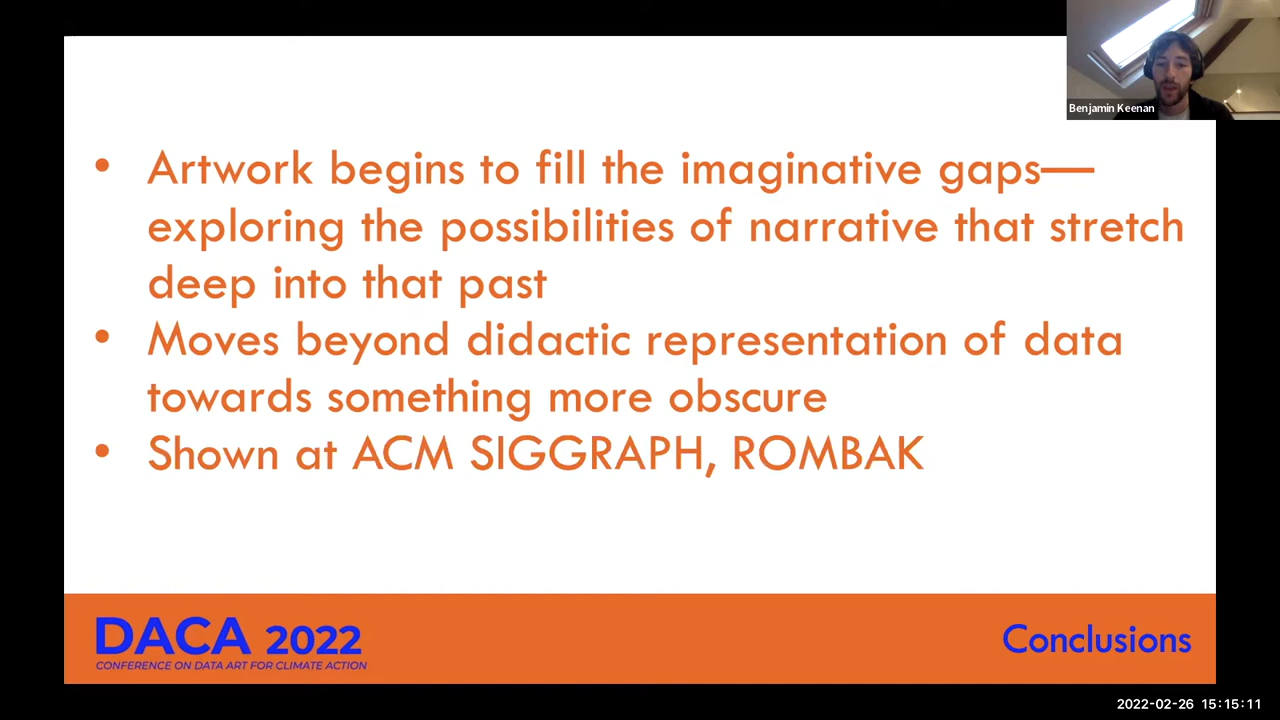 Benjamin Keenan
• Artwork begins to fill the imaginative gaps—
exploring the possibilities of narrative that stretch
deep into that past
• Moves beyond didactic representation of data
towards something more obscure
• Shown at ACM SIGGRAPH, ROMBAK
DACA 2022
CONFERENCE ON DATA ART FOR CLIMATE ACTION
Conclusions
2022-02-26 15:15:11